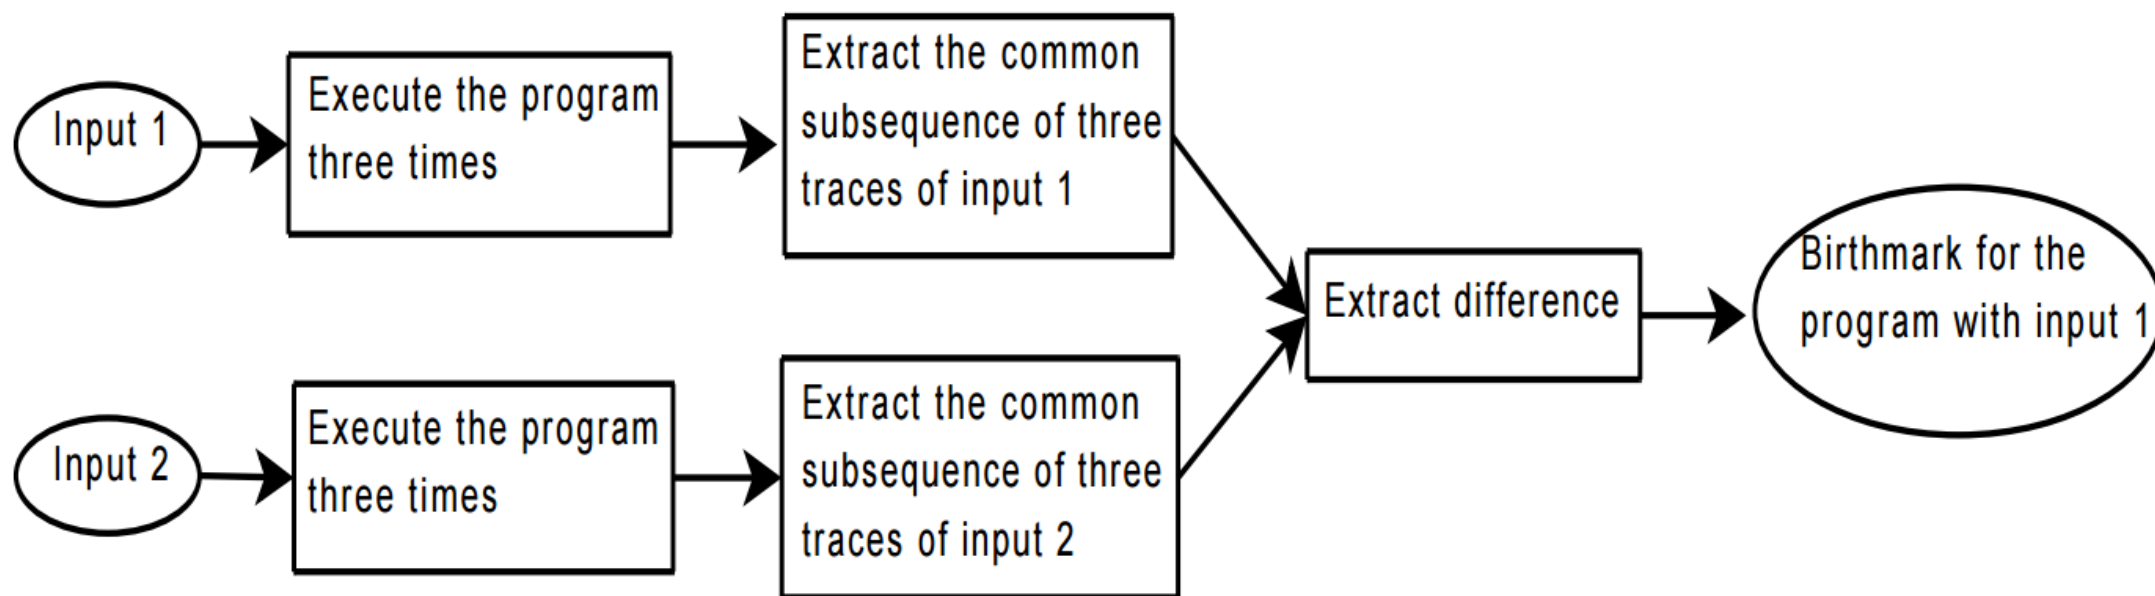 Input 1
Execute the program
three times
Extract the common
subsequence of three
traces of input 1
Input 2
Execute the program
three times
Extract the common
subsequence of three
traces of input 2
Extract difference
Birthmark for the
program with input 1